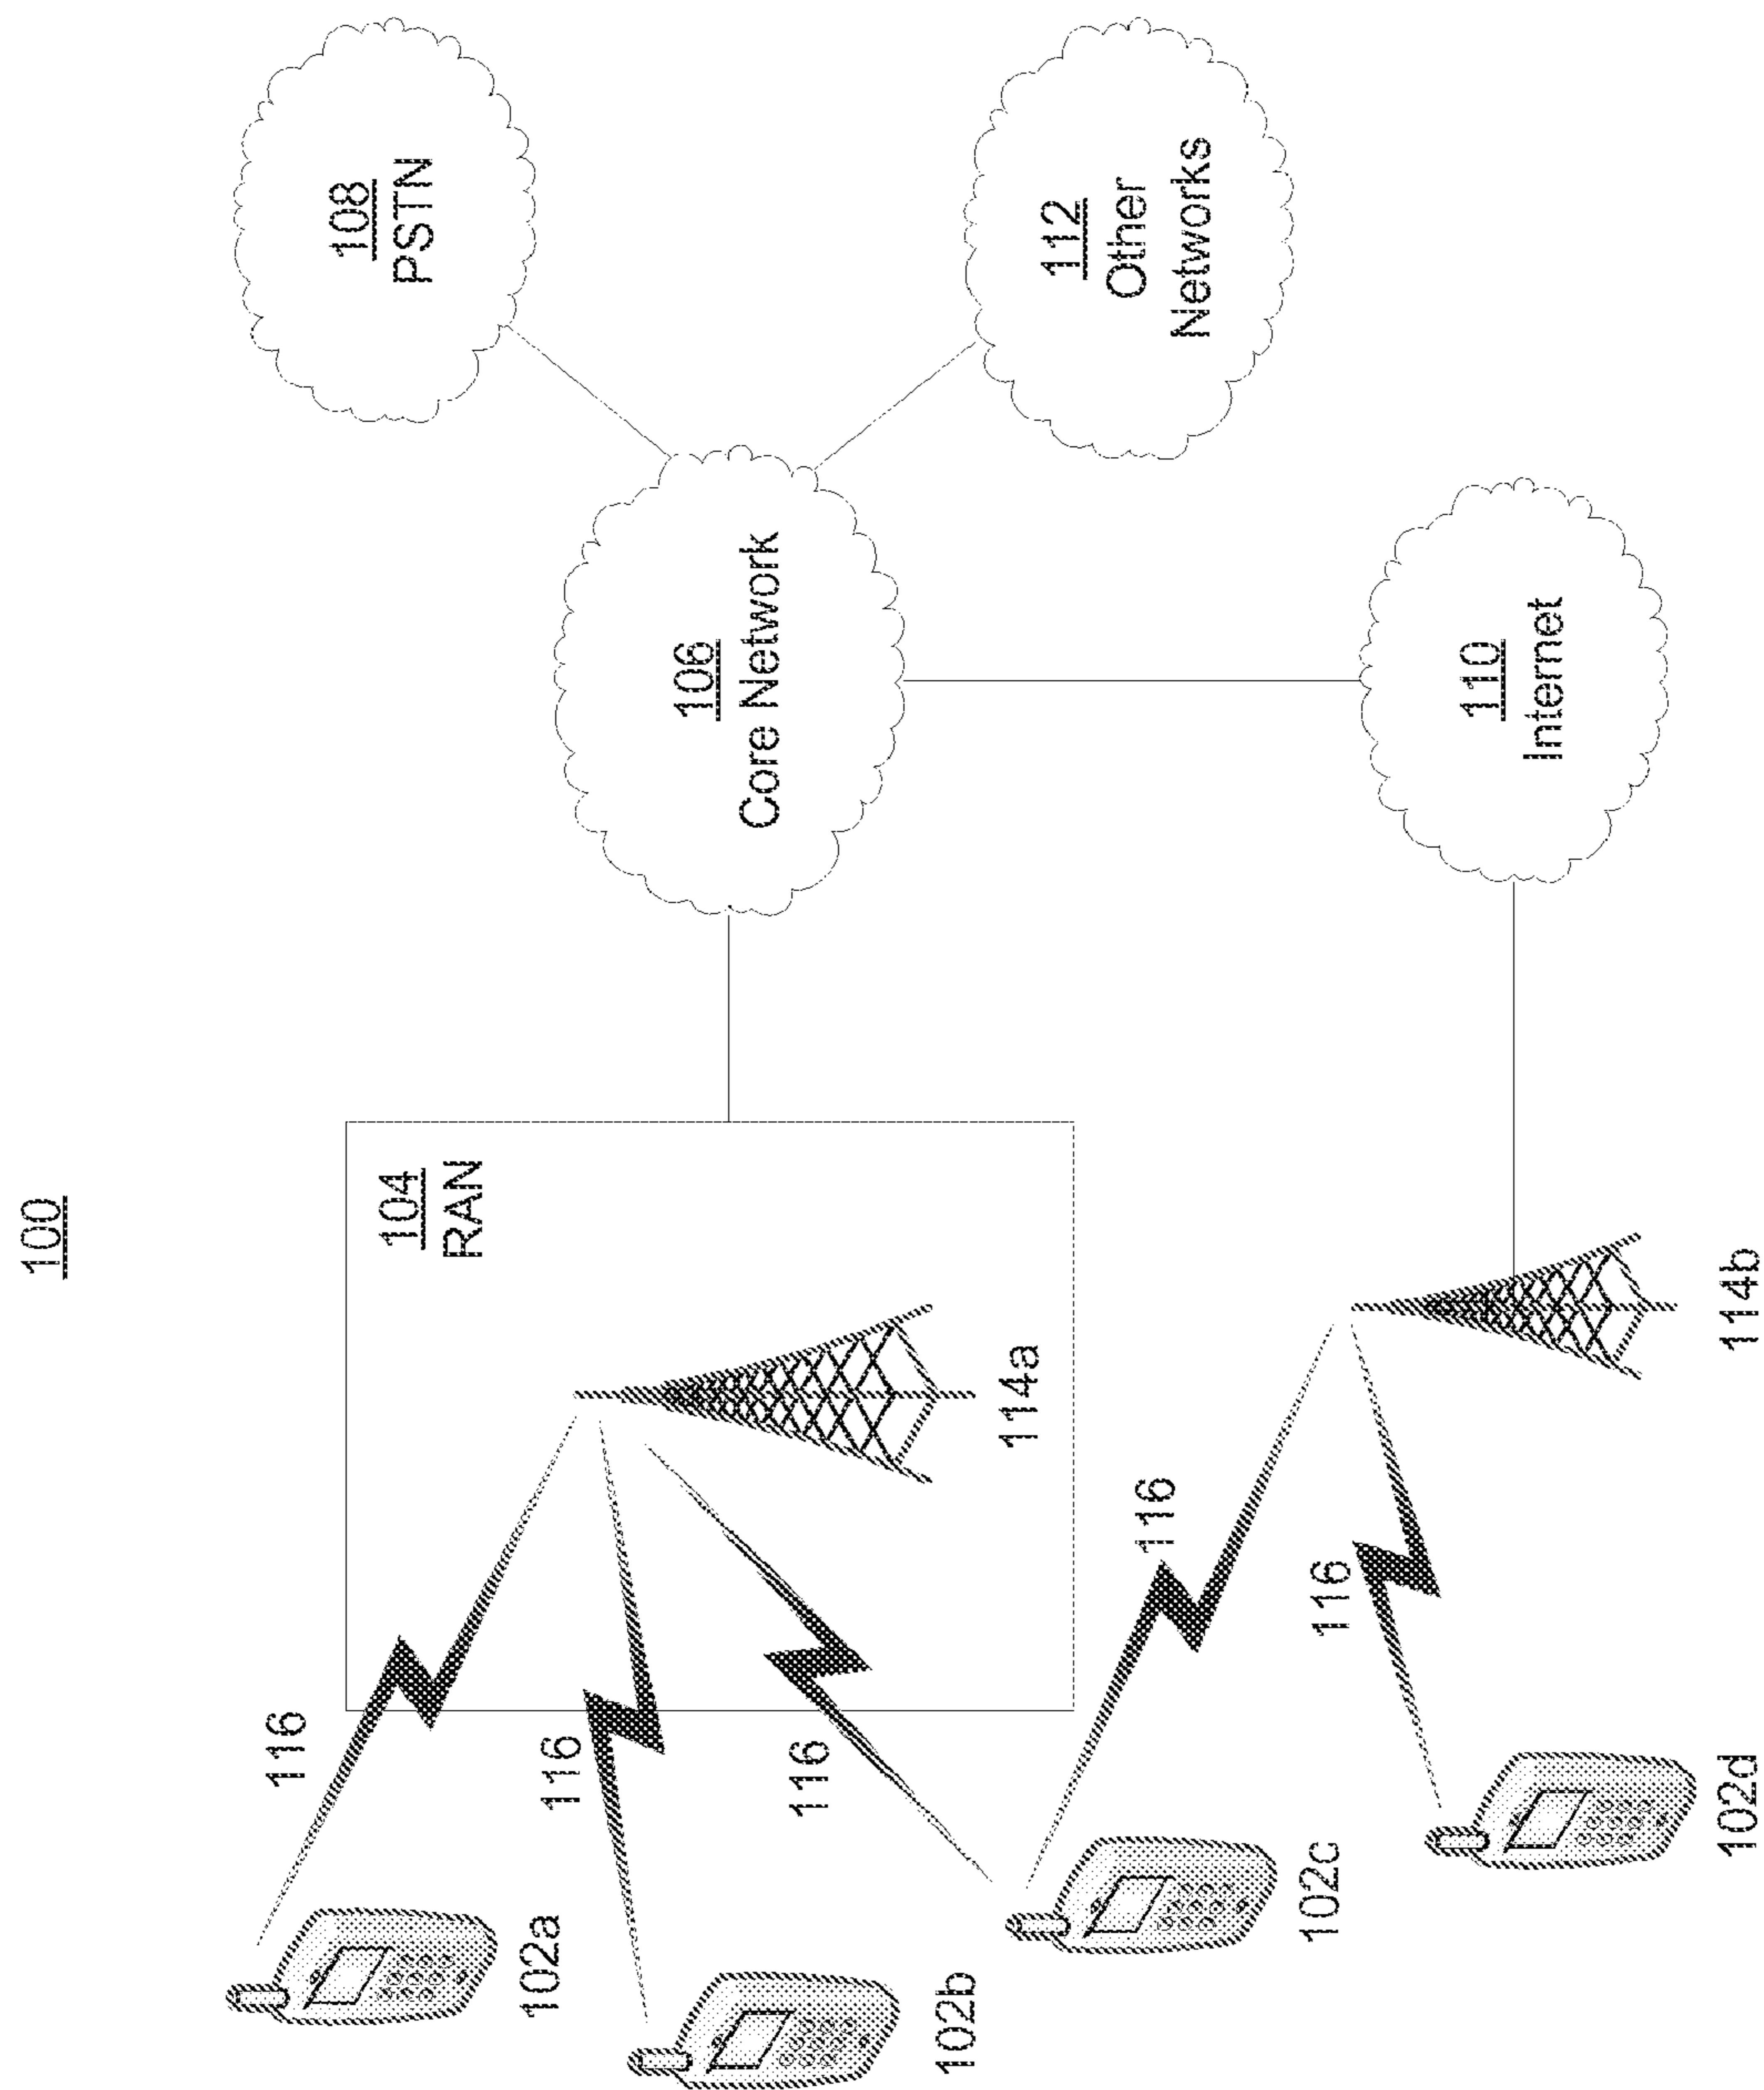 100
108
PSTN
106
Core Network
112
Other
Networks
104
RAN
110
Internet
114a
114b
116
116
116
116
116
102a
102b
102c
102d